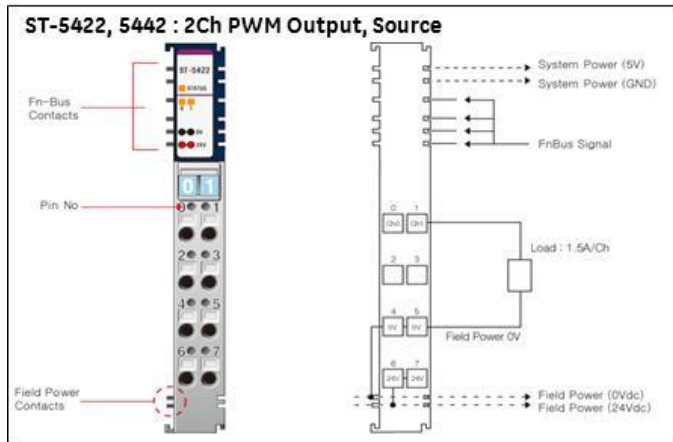 ST-5422, 5442 : 2Ch PWM Output, Source
Fn-Bus
Contacts
ST-5422
STATUS
0 1
0V
24V
0 1
Pin No
0 1
2 3
4 5
6 7
Field Power
Contacts
System Power (5V)
System Power (GND)
FnBus Signal
0 1
Ch0 Ch1
Load : 1.5A/Ch
2 3
4 5
0V 0V
Field Power 0V
6 7
24V 24V
Field Power (0Vdc)
Field Power (24Vdc)